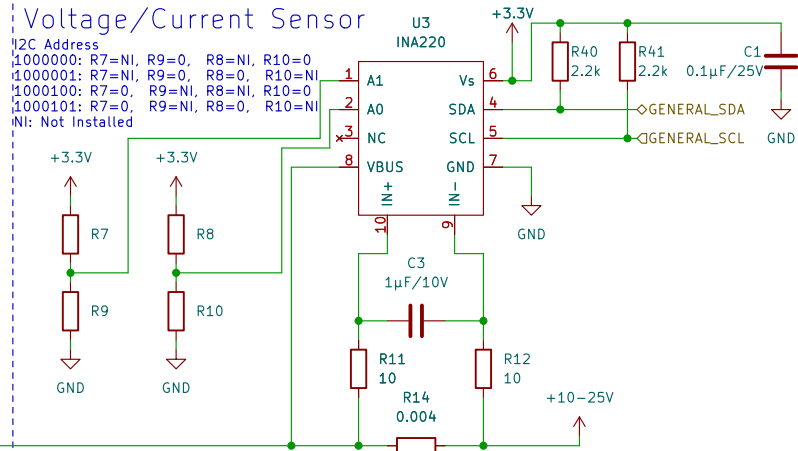 Voltage/Current Sensor
I2C Address
1000000: R7=NI, R9=0, R8=NI, R10=0
1000001: R7=NI, R9=0, R8=0, R10=NI
1000100: R7=0, R9=NI, R8=NI, R10=0
1000101: R7=0, R9=NI, R8=0, R10=NI
NI: Not Installed
U3
INA220
1 A1
2 A0
3 NC
8 VBUS
Vs 6
SDA 4
SCL 5
GND 7
IN+ 10
IN- 9
+3.3V
R40
2.2k
R41
2.2k
C1
0.1µF/25V
GND
GENERAL_SDA
GENERAL_SCL
GND
+3.3V
+3.3V
R7
R8
R9
R10
GND
GND
C3
1µF/10V
R11
10
R12
10
R14
0.004
+10-25V